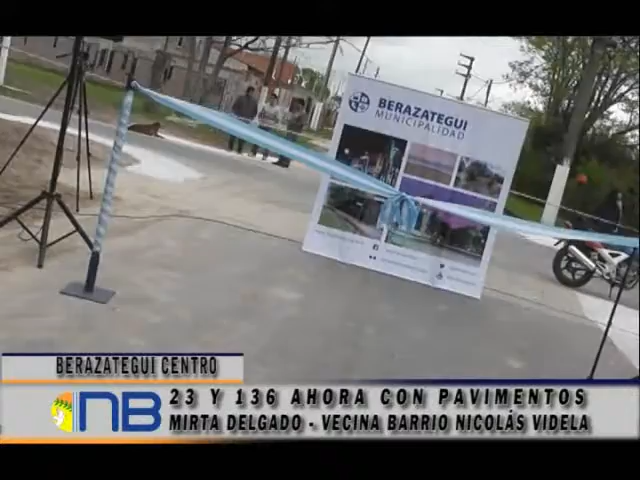 BERAZATEGUI
MUNICIPALIDAD
BERAZATEGUI CENTRO
NB
23 Y 136 AHORA CON PAVIMENTOS
MIRTA DELGADO - VECINA BARRIO NICOLÁS VIDELA